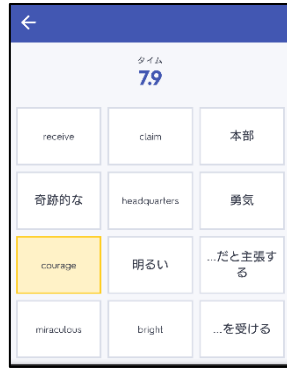 タイム
7.9
receive
claim
本部
奇跡的な
headquarters
勇気
courage
明るい
...だと主張す
る
miraculous
bright
...を受ける